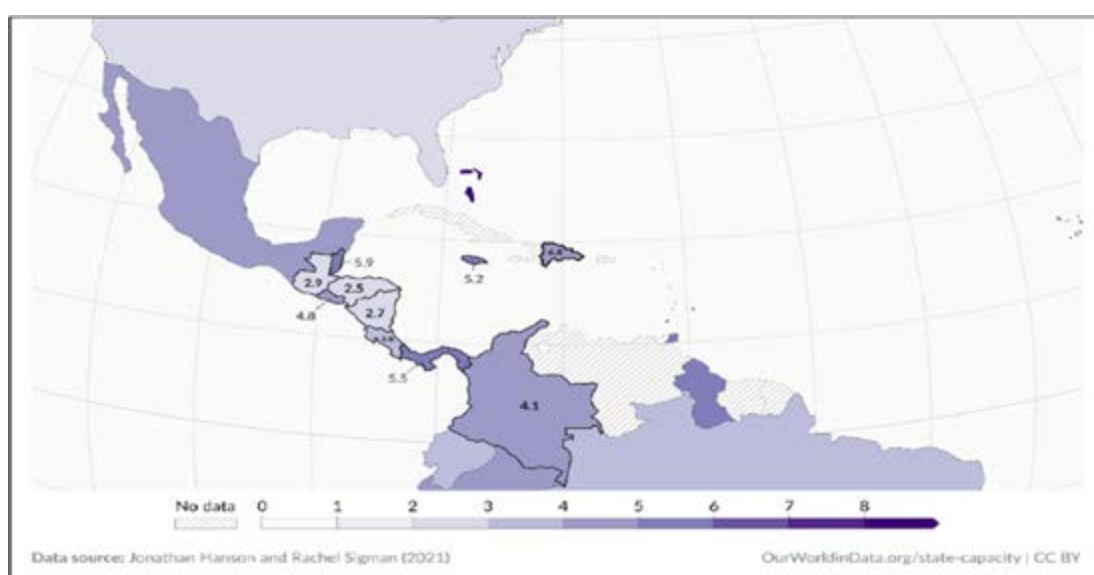 5.9
2.9
2.5
5.2
4.8
2.7
5.5
4.1
No data 0 1 2 3 4 5 6 7 8
Data source: Jonathan Hanson and Rachel Sigman (2021)
OurWorldinData.org/state-capacity | CC BY